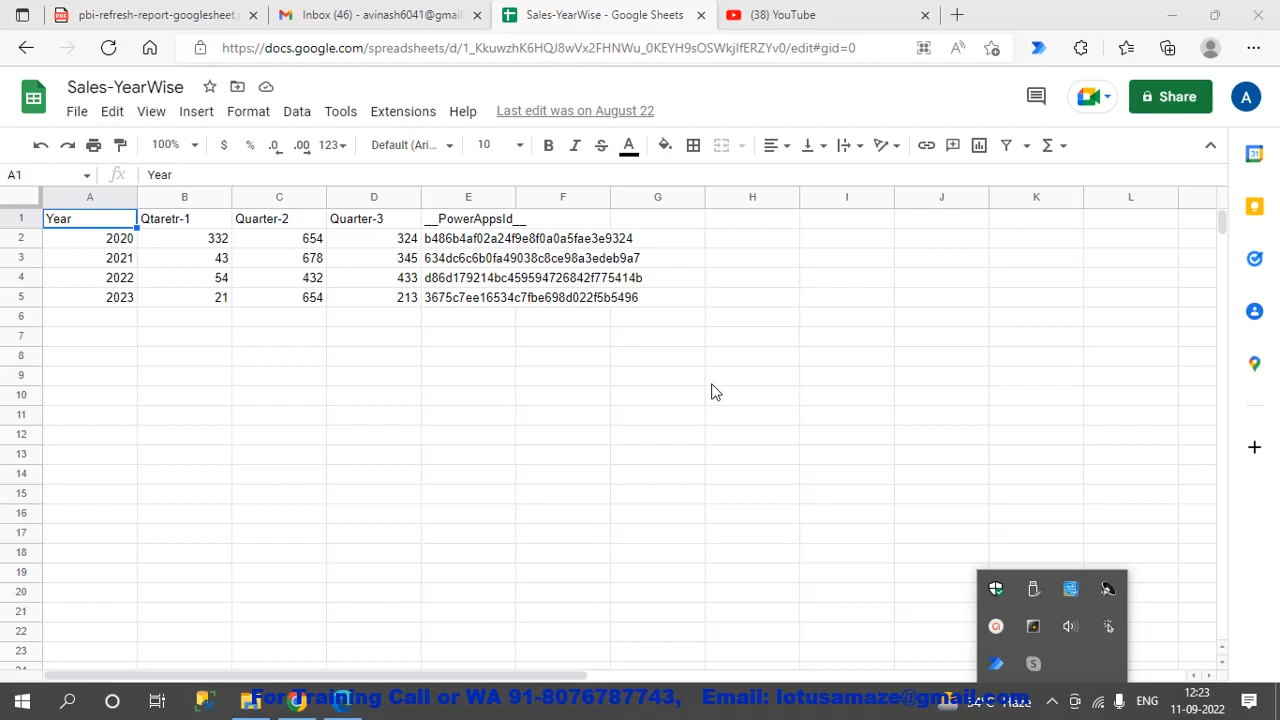 pbi-refresh-report-googlesheet
Inbox (46) - avinash6041@gmail
Sales-YearWise - Google Sheets
(38) YouTube
https://docs.google.com/spreadsheets/d/1_KkuwzhK6HQJ8wVx2FHNWu_0KEYH9sOSWkjlfERZYv0/edit#gid=0
Sales-YearWise
File Edit View Insert Format Data Tools Extensions Help Last edit was on August 22
Share
A
100% $ % .0 .00 123 Default (Ari... 10 B I S A
A1 fx Year
A B C D E F G H I J K L
1 Year Qtaretr-1 Quarter-2 Quarter-3 __PowerAppsId__
2 2020 332 654 324 b486b4af02a24f9e8f0a0a5fae3e9324
3 2021 43 678 345 634dc6c6b0fa49038c8ce98a3edeb9a7
4 2022 54 432 433 d86d179214bc459594726842f775414b
5 2023 21 654 213 3675c7ee16534c7fbe698d022f5b5496
6
7
8
9
10
11
12
13
14
15
16
17
18
19
20
21
22
23
For Training Call or WA 91-8076787743, Email: lotusamaze@gmail.com
34°C Haze
ENG
12:23
11-09-2022